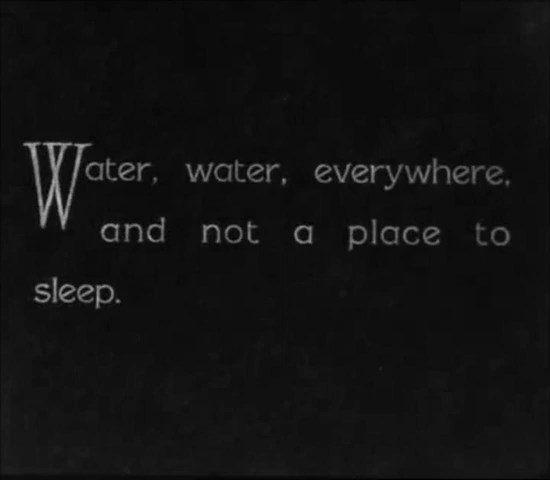 Water, water, everywhere,
and not a place to
sleep.